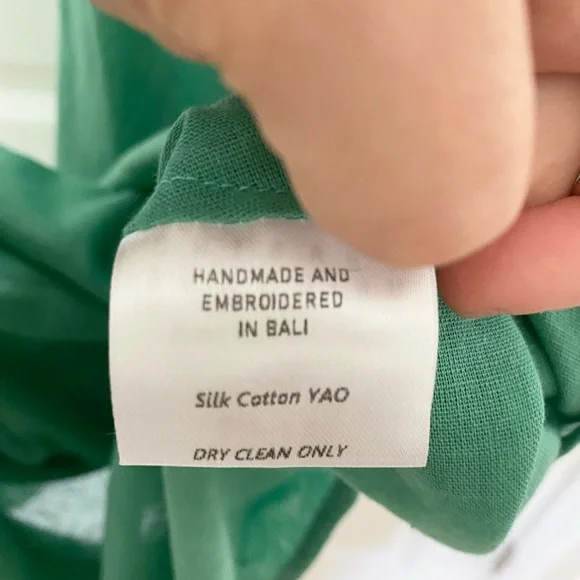 HANDMADE AND
EMBROIDERED
IN BALI
Silk Cotton YAO
DRY CLEAN ONLY